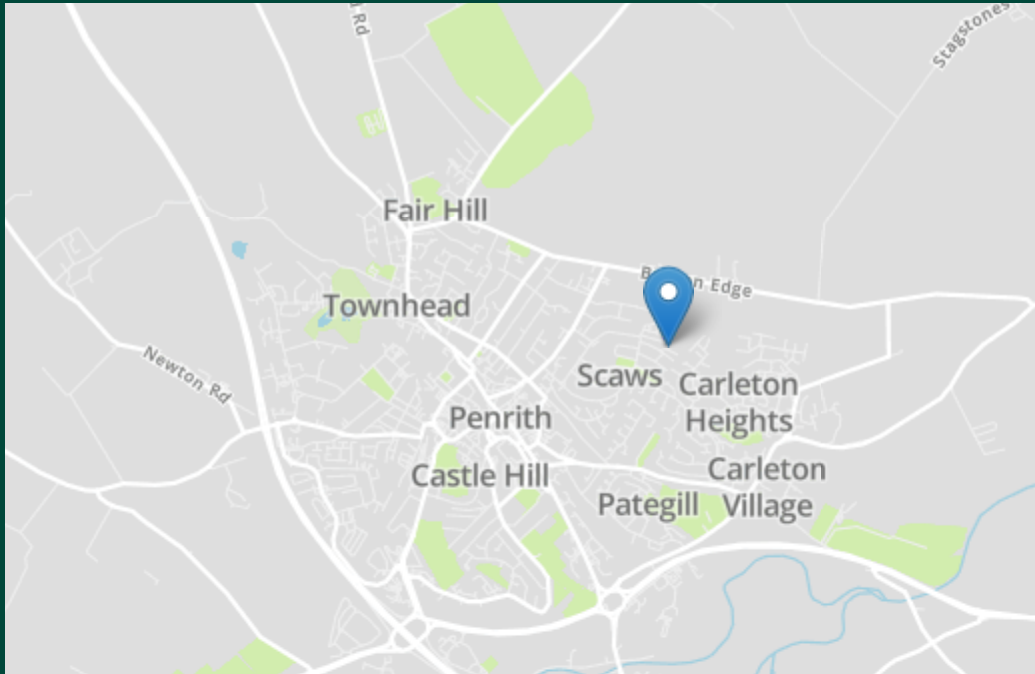 Rd
Stagstones
Fair Hill
Edge
Townhead
Newton Rd
Scaws
Carleton
Heights
Penrith
Castle Hill
Carleton
Village
Pategill